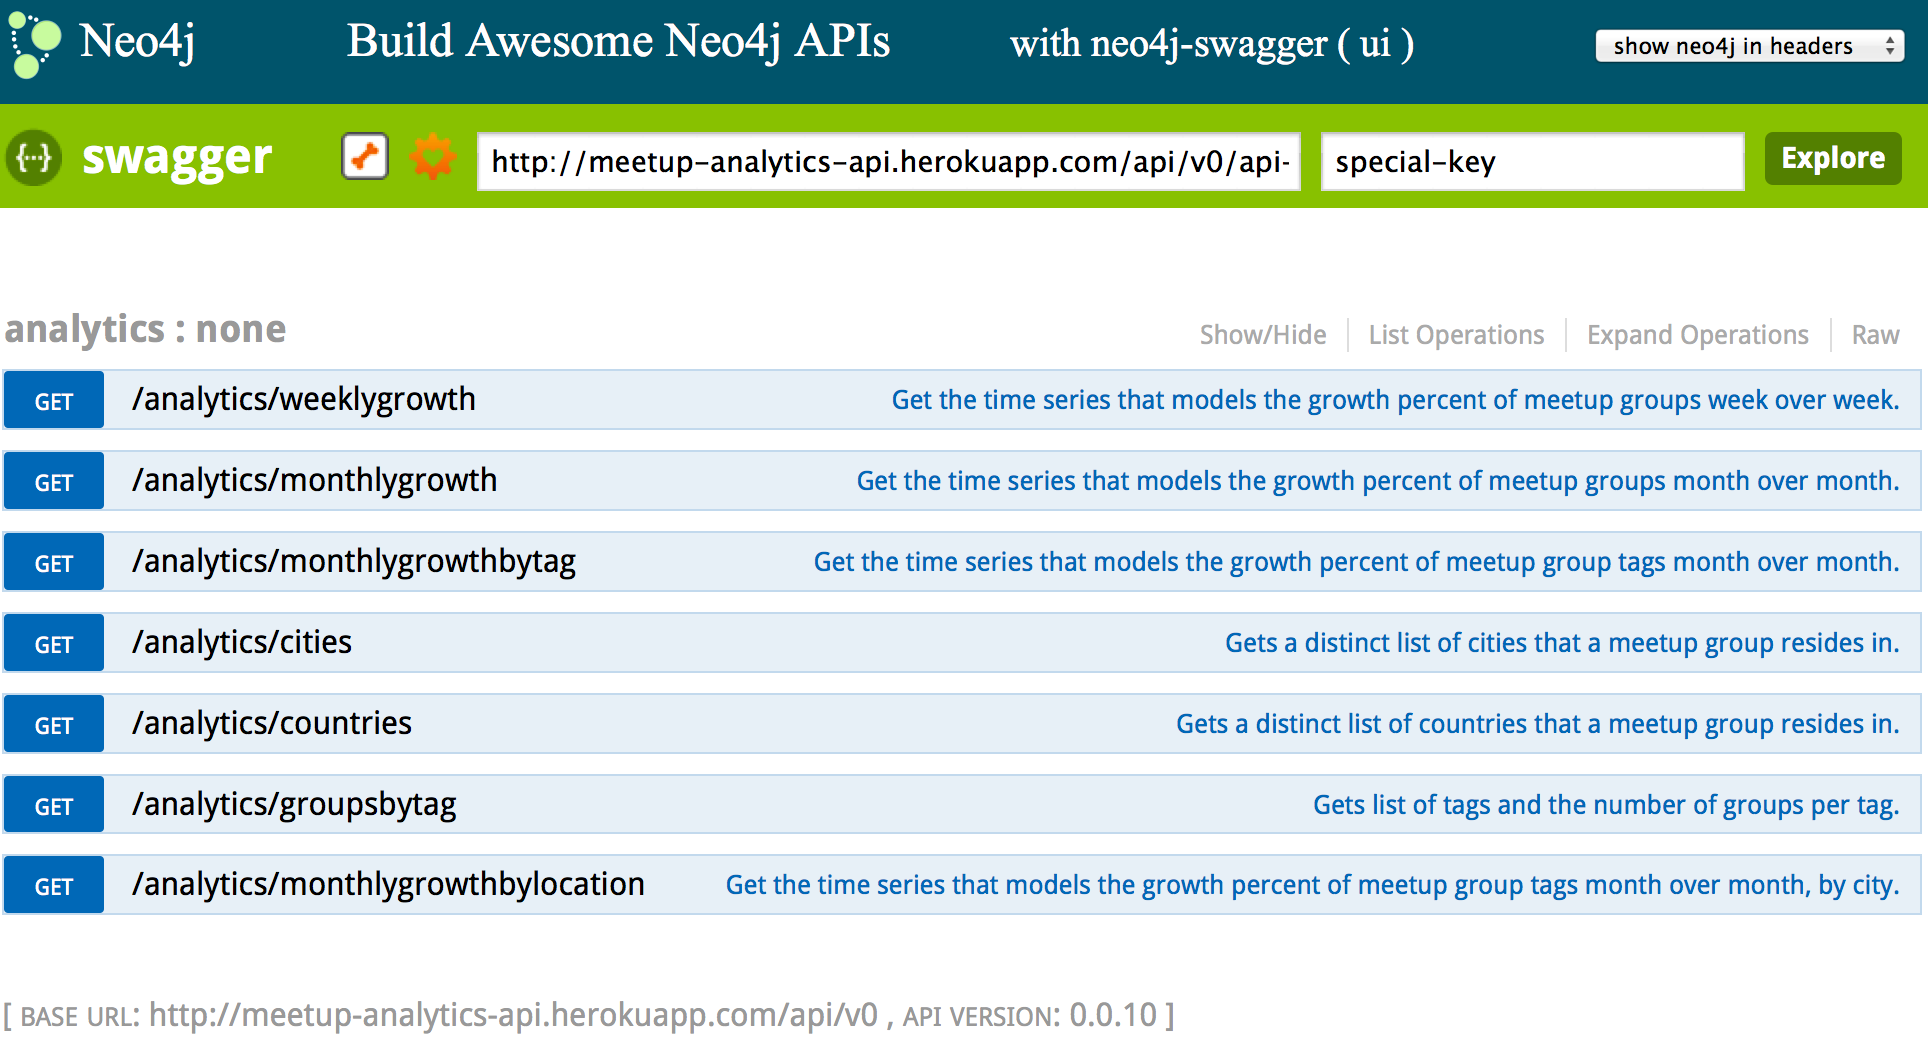 Neo4j Build Awesome Neo4j APIs with neo4j-swagger ( ui ) show neo4j in headers
{...} swagger http://meetup-analytics-api.herokuapp.com/api/v0/api- special-key Explore
analytics : none Show/Hide List Operations Expand Operations Raw
GET /analytics/weeklygrowth Get the time series that models the growth percent of meetup groups week over week.
GET /analytics/monthlygrowth Get the time series that models the growth percent of meetup groups month over month.
GET /analytics/monthlygrowthbytag Get the time series that models the growth percent of meetup group tags month over month.
GET /analytics/cities Gets a distinct list of cities that a meetup group resides in.
GET /analytics/countries Gets a distinct list of countries that a meetup group resides in.
GET /analytics/groupsbytag Gets list of tags and the number of groups per tag.
GET /analytics/monthlygrowthbylocation Get the time series that models the growth percent of meetup group tags month over month, by city.
[ BASE URL: http://meetup-analytics-api.herokuapp.com/api/v0 , API VERSION: 0.0.10 ]